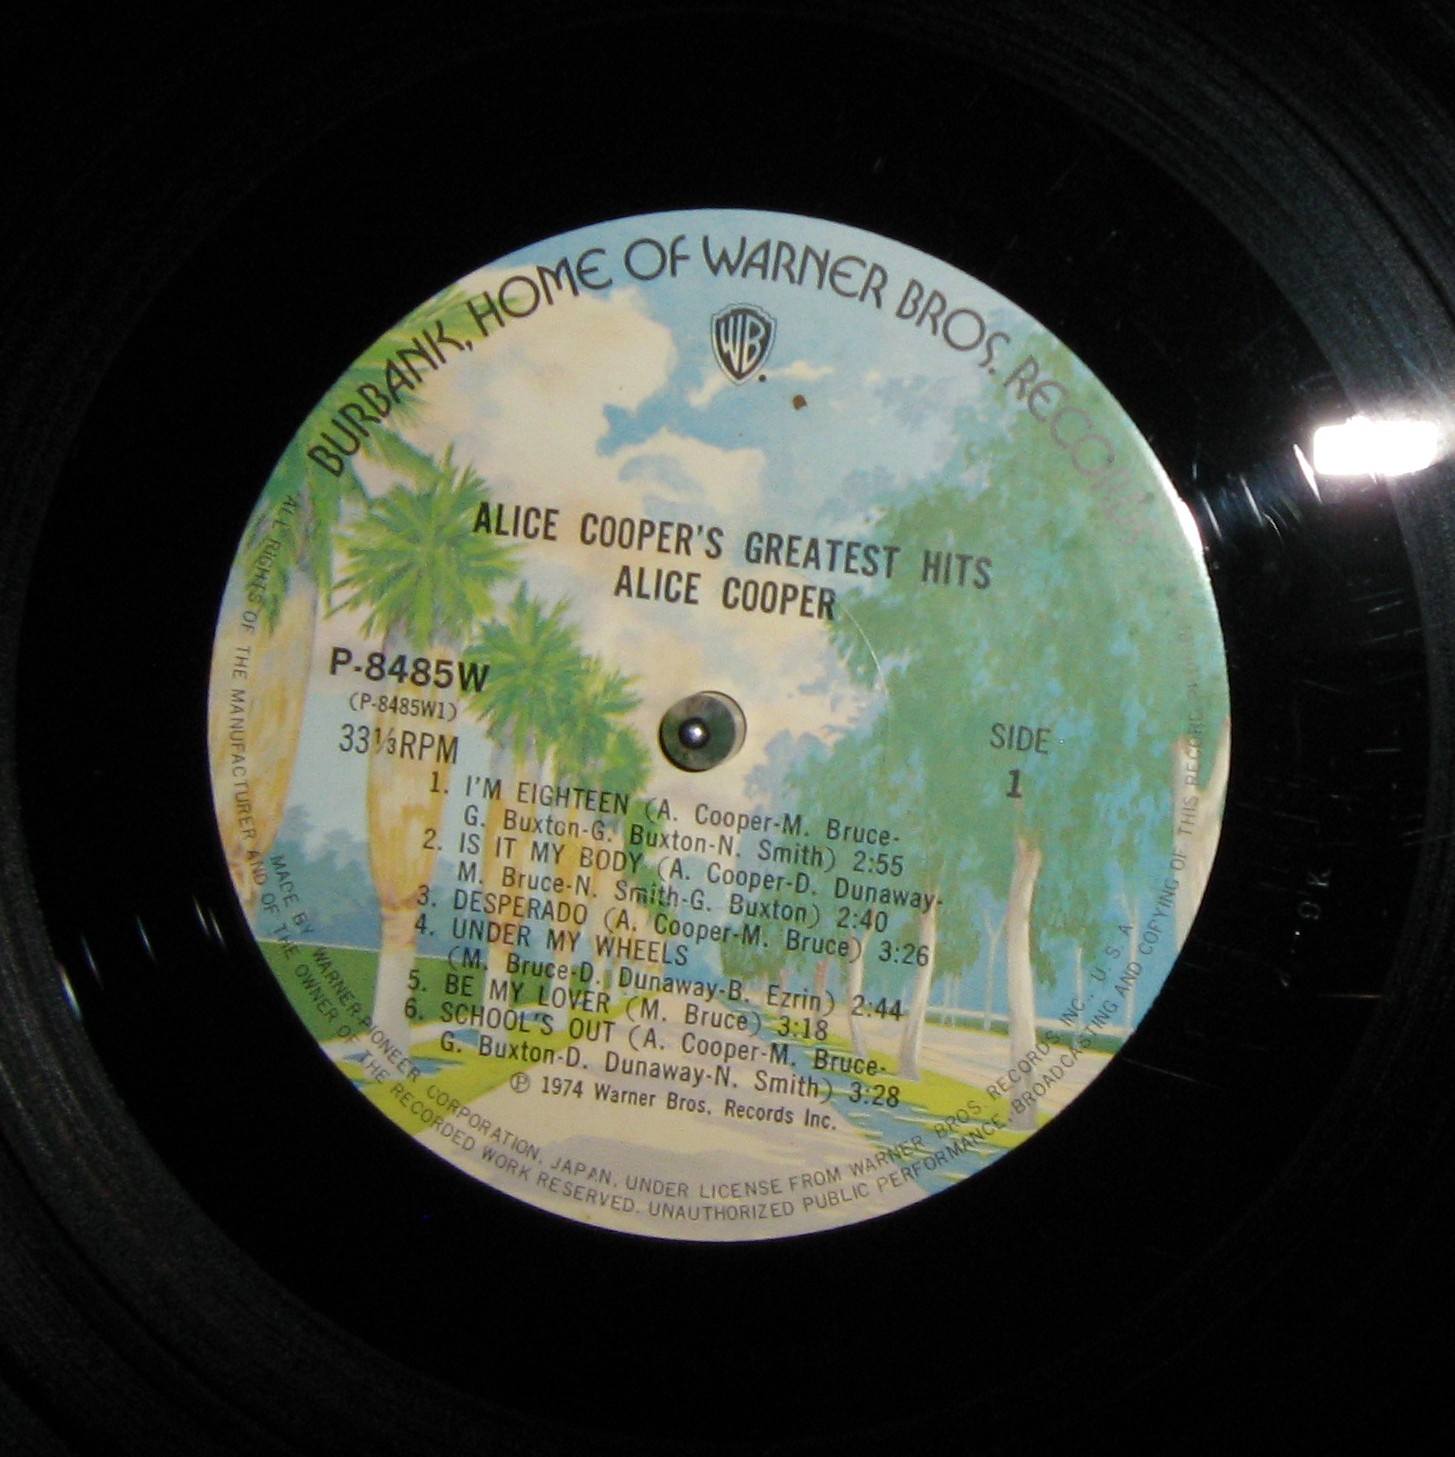 BURBANK, HOME OF WARNER BROS. RECORDS
WB
ALICE COOPER'S GREATEST HITS
ALICE COOPER
P-8485W
(P-8485W1)
33⅓RPM
SIDE
1
1. I'M EIGHTEEN (A. Cooper-M. Bruce-
G. Buxton-G. Buxton-N. Smith) 2:55
2. IS IT MY BODY (A. Cooper-D. Dunaway-
M. Bruce-N. Smith-G. Buxton) 2:40
3. DESPERADO (A. Cooper-M. Bruce) 3:26
4. UNDER MY WHEELS
(M. Bruce-D. Dunaway-B. Ezrin) 2:44
5. BE MY LOVER (M. Bruce) 3:18
6. SCHOOL'S OUT (A. Cooper-M. Bruce-
G. Buxton-D. Dunaway-N. Smith) 3:28
℗ 1974 Warner Bros. Records Inc.
MADE BY WARNER-PIONEER CORPORATION, JAPAN, UNDER LICENSE FROM WARNER BROS. RECORDS INC., U.S.A.
ALL RIGHTS OF THE MANUFACTURER AND OF THE OWNER OF THE RECORDED WORK RESERVED. UNAUTHORIZED PUBLIC PERFORMANCE, BROADCASTING AND COPYING OF THIS RECORD